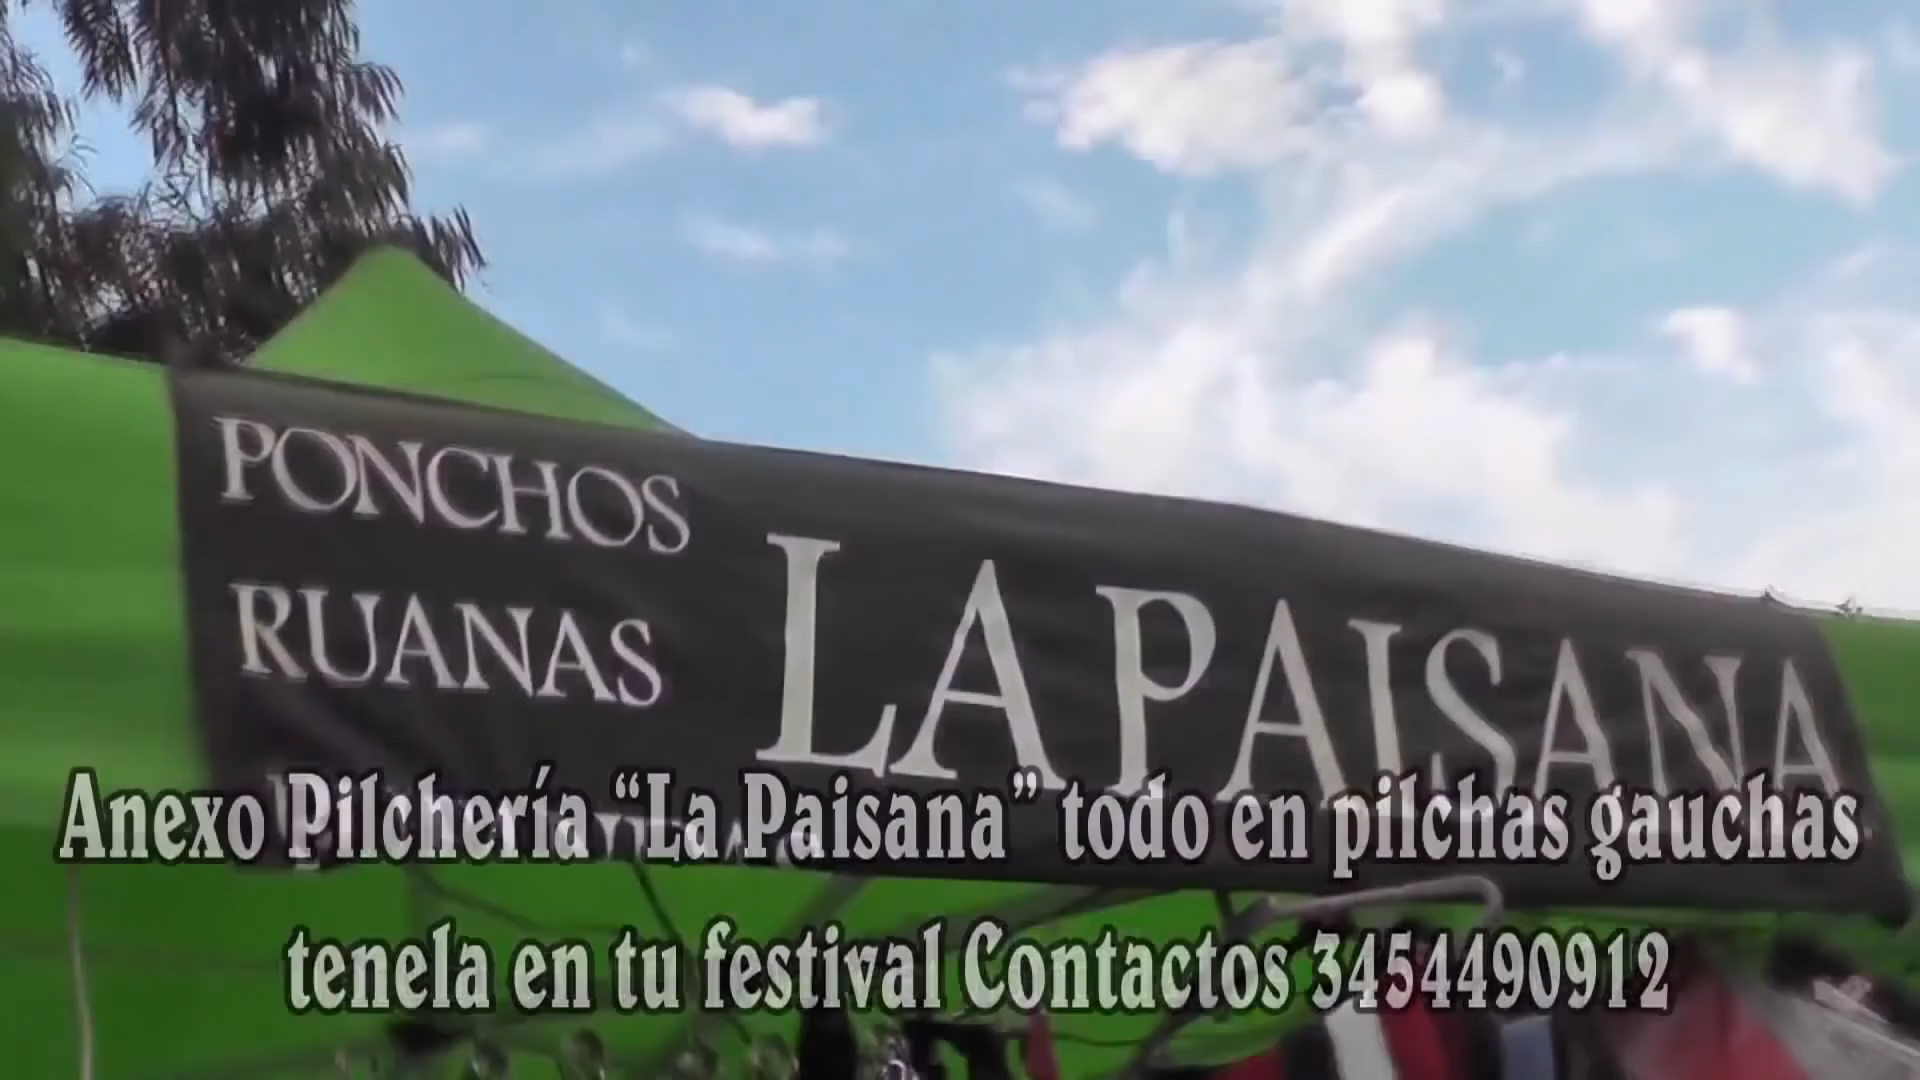 PONCHOS
RUANAS
LA PAISANA
Anexo Pilchería “La Paisana” todo en pilchas gauchas
tenela en tu festival Contactos 3454490912